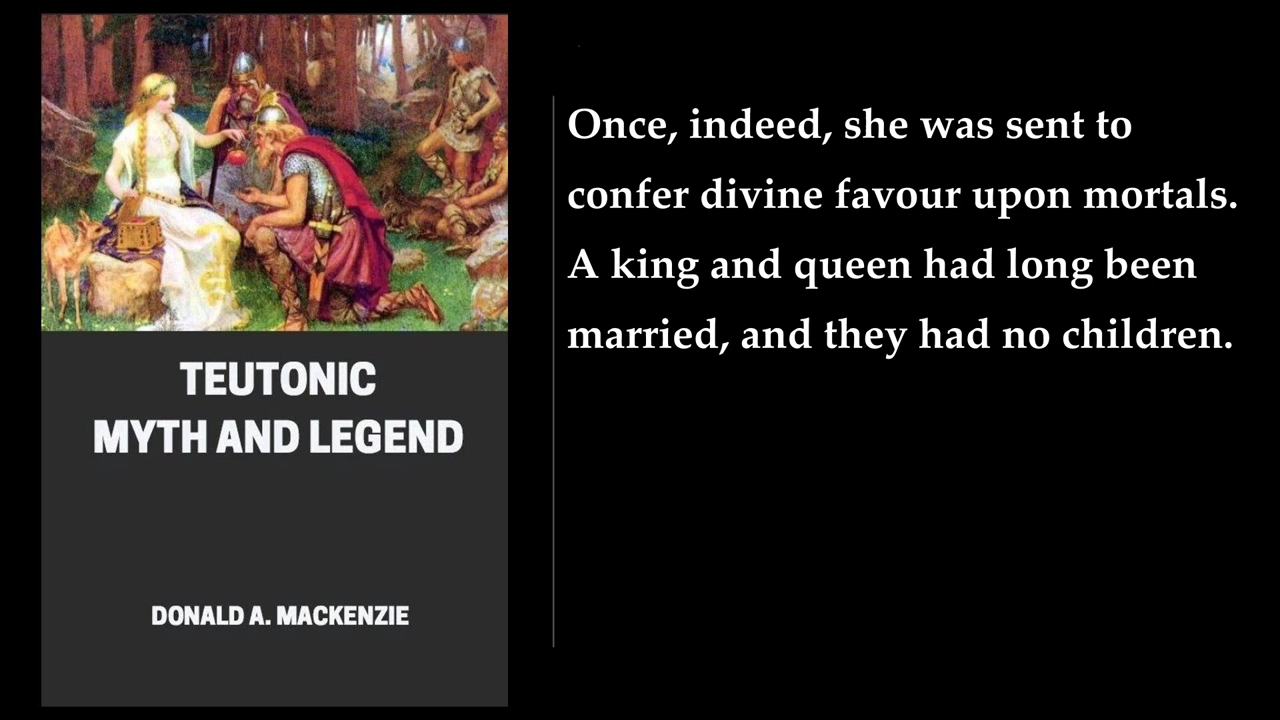 TEUTONIC
MYTH AND LEGEND
DONALD A. MACKENZIE
Once, indeed, she was sent to
confer divine favour upon mortals.
A king and queen had long been
married, and they had no children.